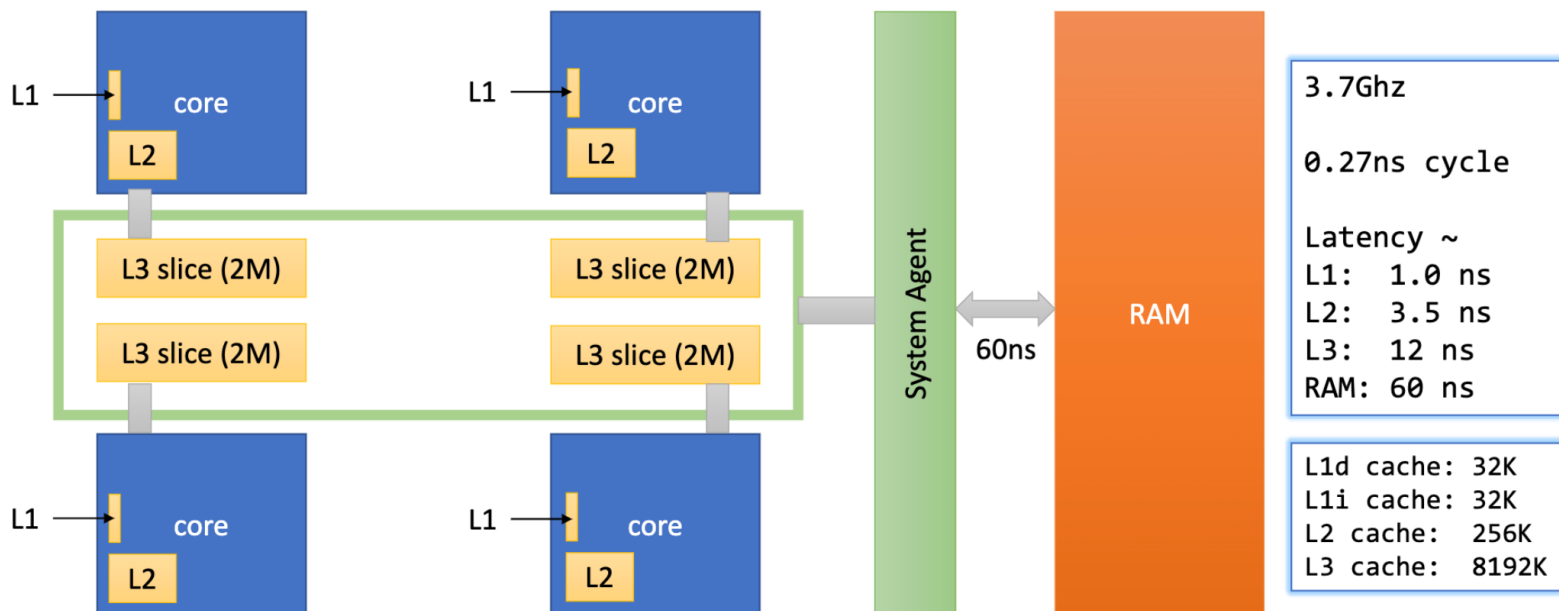 L1
core
L2
L1
core
L2
L3 slice (2M)
L3 slice (2M)
L3 slice (2M)
L3 slice (2M)
L1
core
L2
L1
core
L2
System Agent
60ns
RAM
3.7Ghz
0.27ns cycle
Latency ~
L1: 1.0 ns
L2: 3.5 ns
L3: 12 ns
RAM: 60 ns
L1d cache: 32K
L1i cache: 32K
L2 cache: 256K
L3 cache: 8192K